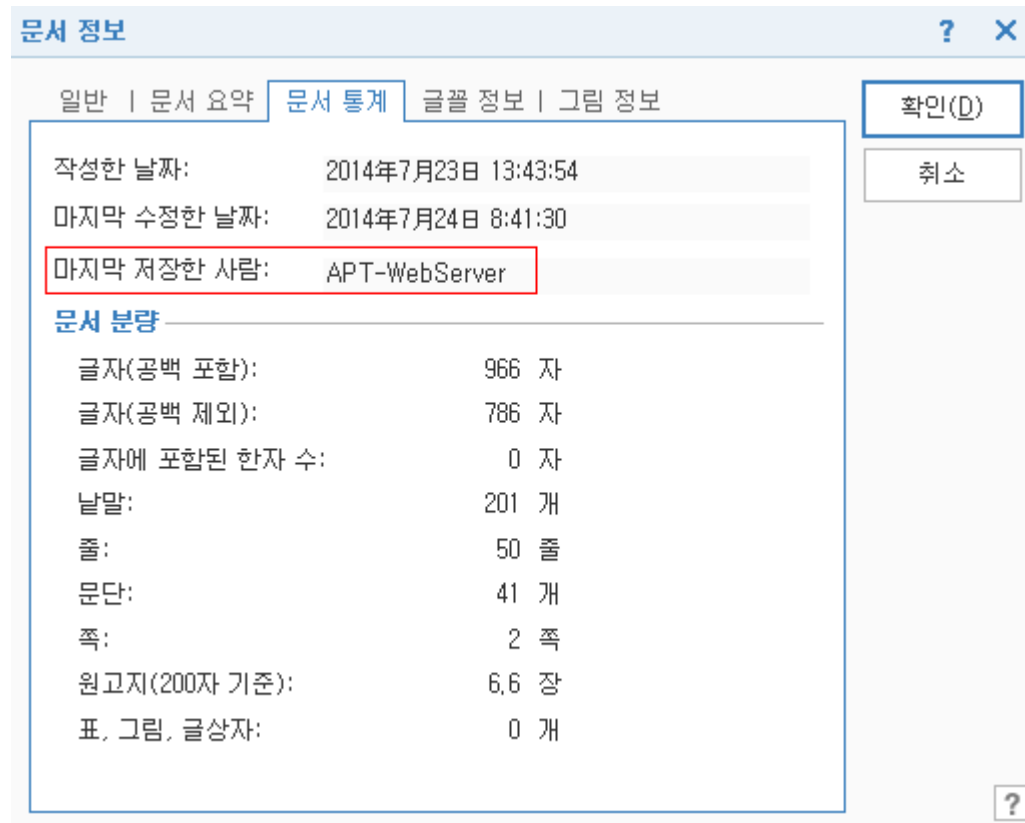 문서 정보 ? ×
일반 | 문서 요약 문서 통계 글꼴 정보 | 그림 정보
확인(D)
취소
작성한 날짜: 2014年7月23日 13:43:54
마지막 수정한 날짜: 2014年7月24日 8:41:30
마지막 저장한 사람: APT-WebServer
문서 분량
글자(공백 포함): 966 자
글자(공백 제외): 786 자
글자에 포함된 한자 수: 0 자
낱말: 201 개
줄: 50 줄
문단: 41 개
쪽: 2 쪽
원고지(200자 기준): 6.6 장
표, 그림, 글상자: 0 개
?